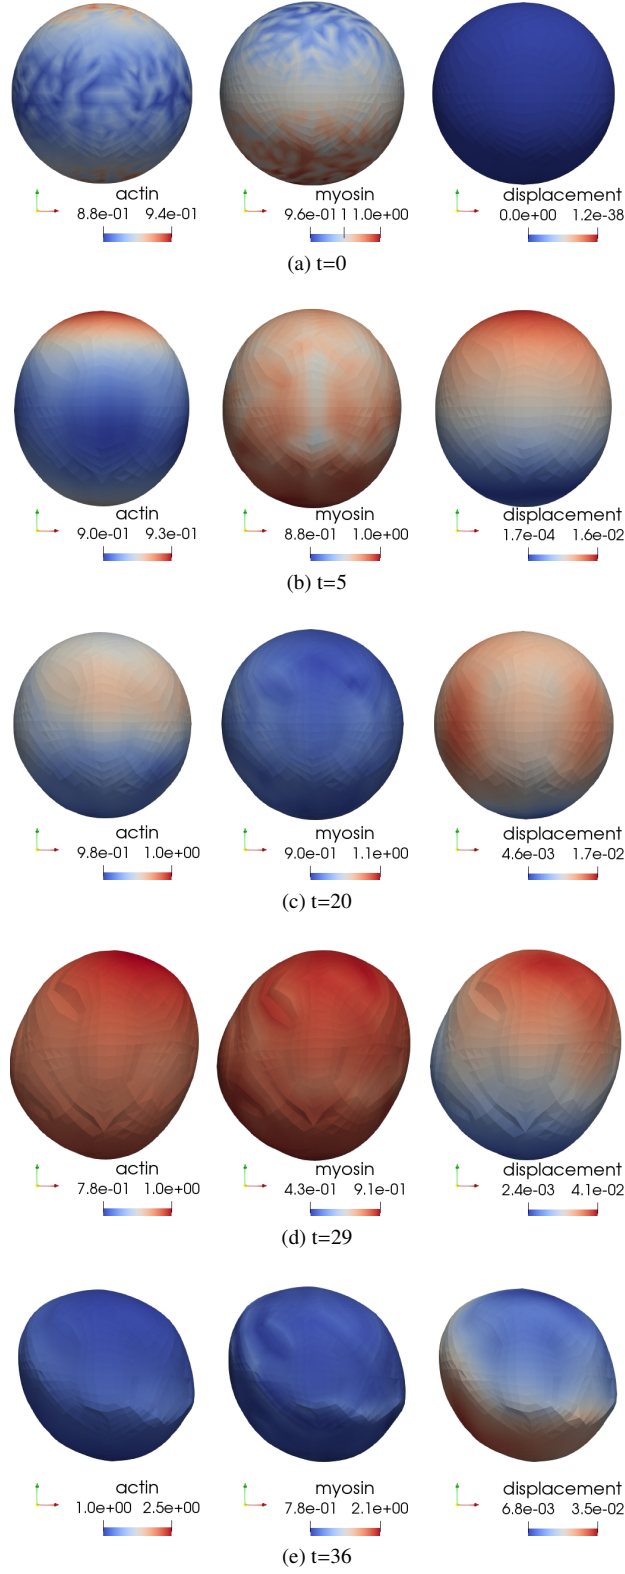 actin myosin displacement
8.8e-01 9.4e-01 9.6e-01 1 1.0e+00 0.0e+00 1.2e-38
(a) t=0
actin myosin displacement
9.0e-01 9.3e-01 8.8e-01 1.0e+00 1.7e-04 1.6e-02
(b) t=5
actin myosin displacement
9.8e-01 1.0e+00 9.0e-01 1.1e+00 4.6e-03 1.7e-02
(c) t=20
actin myosin displacement
7.8e-01 1.0e+00 4.3e-01 9.1e-01 2.4e-03 4.1e-02
(d) t=29
actin myosin displacement
1.0e+00 2.5e+00 7.8e-01 2.1e+00 6.8e-03 3.5e-02
(e) t=36